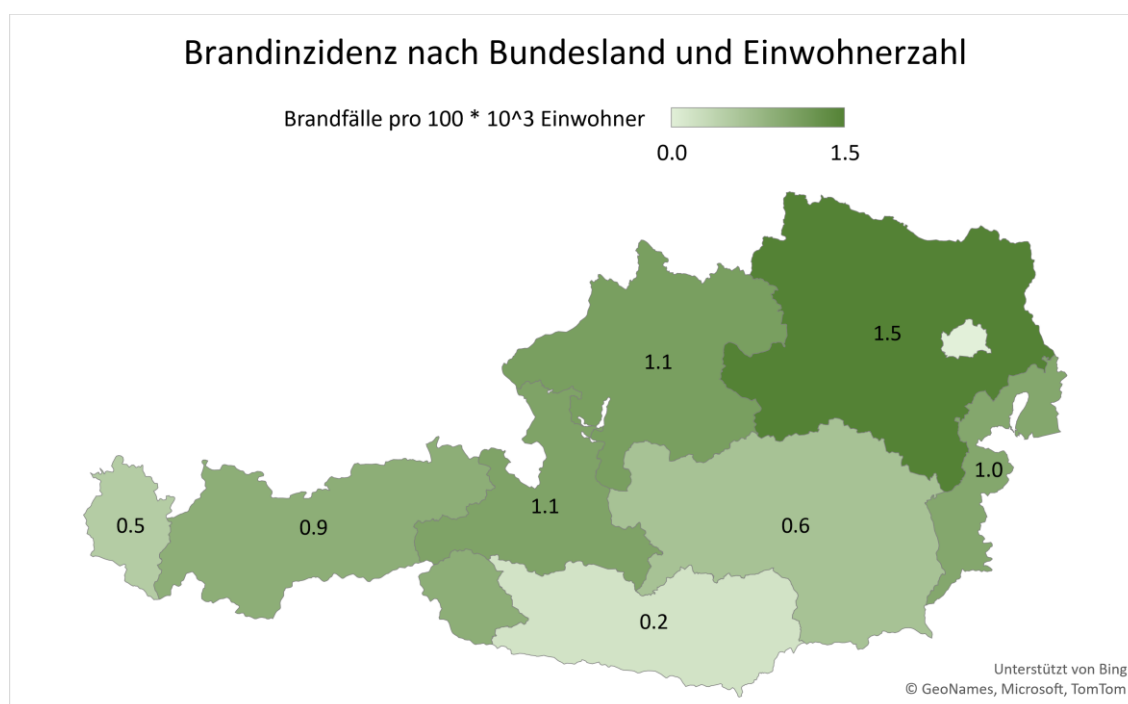 Brandinzidenz nach Bundesland und Einwohnerzahl
Brandfälle pro 100 * 10^3 Einwohner
0.0 1.5
1.5
1.1
1.0
0.5
0.9
1.1
0.6
0.2
Unterstützt von Bing
© GeoNames, Microsoft, TomTom